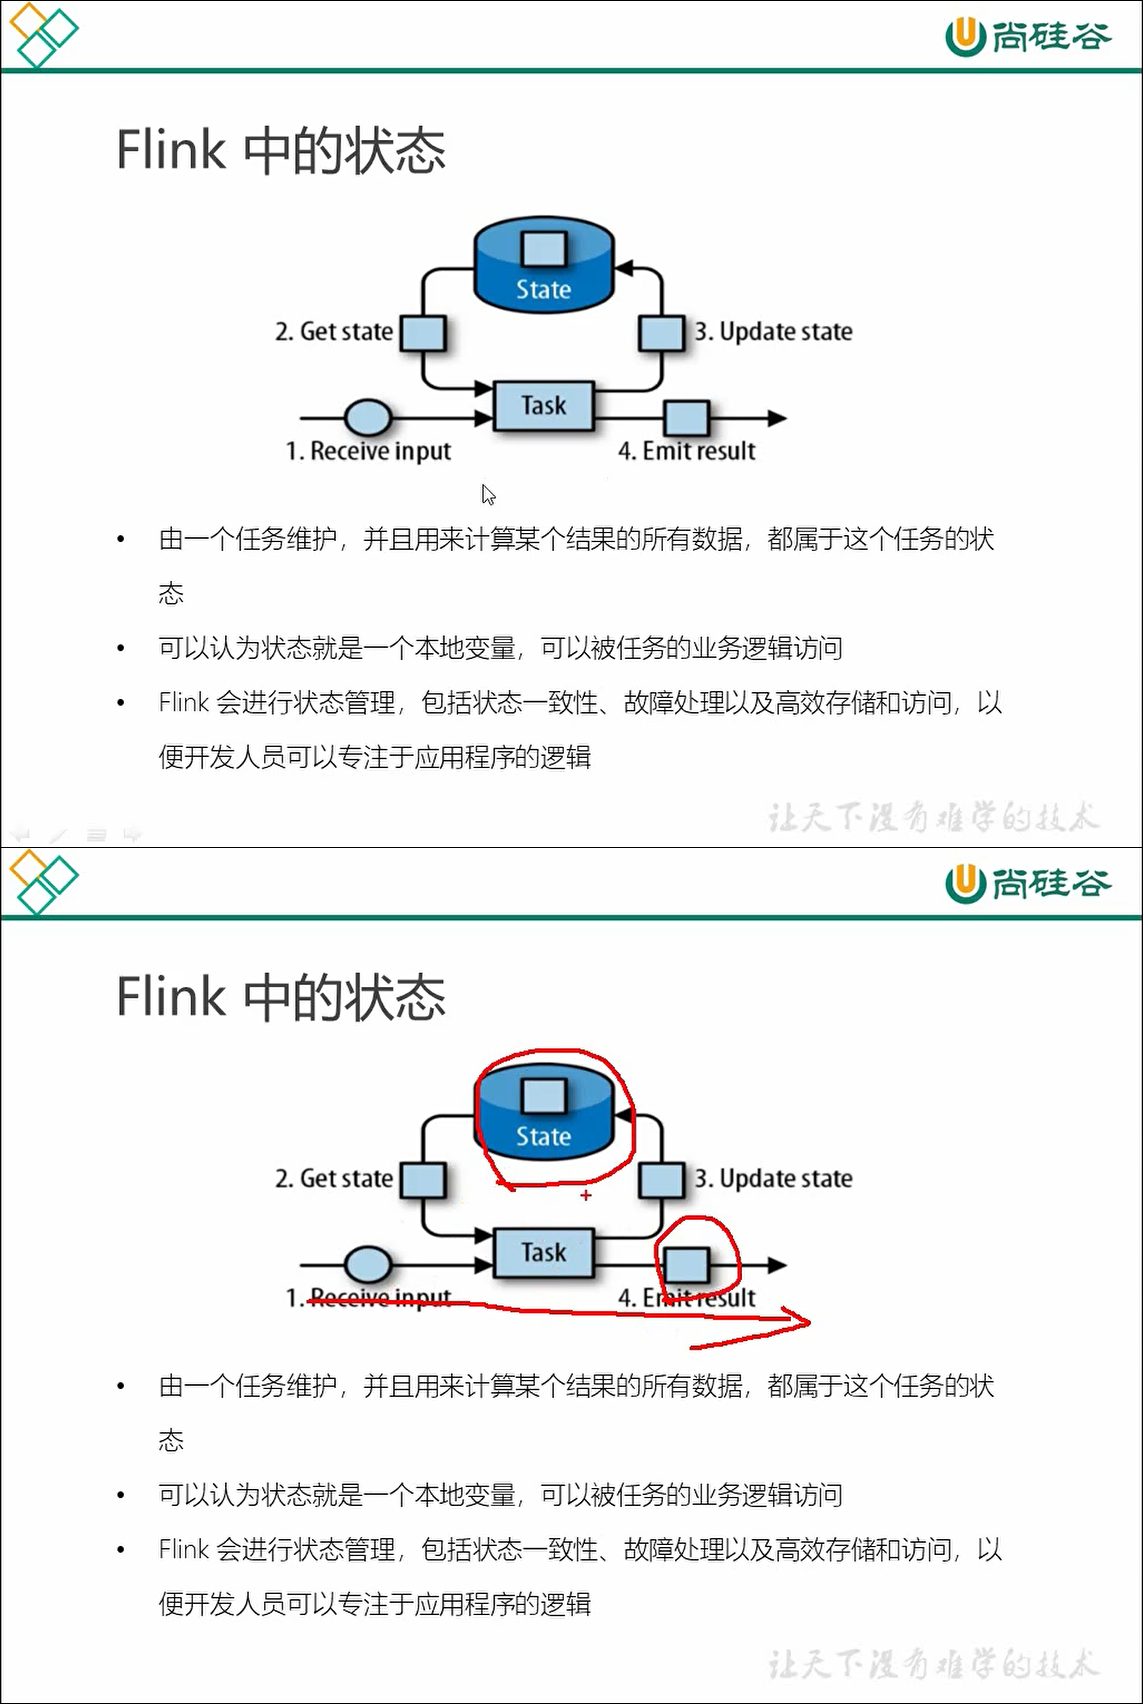 尚硅谷
Flink 中的状态
State
2. Get state
3. Update state
Task
1. Receive input
4. Emit result
• 由一个任务维护，并且用来计算某个结果的所有数据，都属于这个任务的状
态
• 可以认为状态就是一个本地变量，可以被任务的业务逻辑访问
• Flink 会进行状态管理，包括状态一致性、故障处理以及高效存储和访问，以
便开发人员可以专注于应用程序的逻辑
让天下没有难学的技术
尚硅谷
Flink 中的状态
State
2. Get state
3. Update state
Task
1. Receive input
4. Emit result
• 由一个任务维护，并且用来计算某个结果的所有数据，都属于这个任务的状
态
• 可以认为状态就是一个本地变量，可以被任务的业务逻辑访问
• Flink 会进行状态管理，包括状态一致性、故障处理以及高效存储和访问，以
便开发人员可以专注于应用程序的逻辑
让天下没有难学的技术